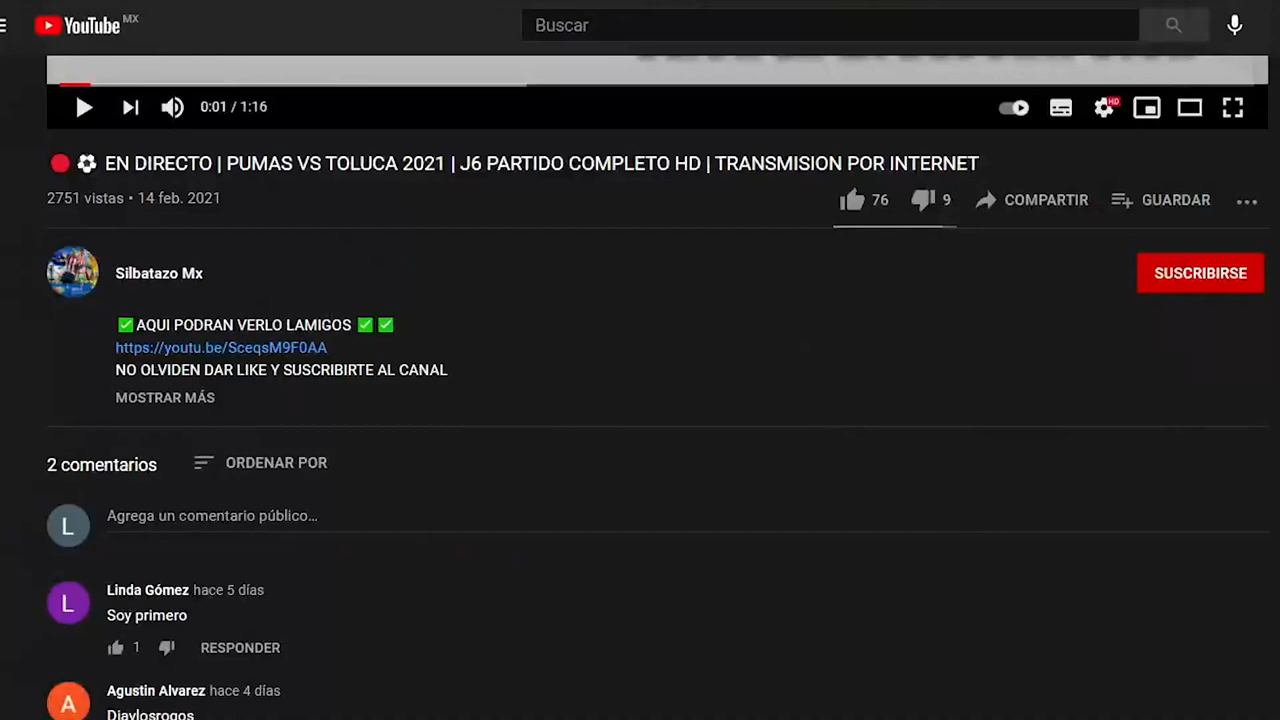 YouTube MX
Buscar
0:01 / 1:16
HD
EN DIRECTO | PUMAS VS TOLUCA 2021 | J6 PARTIDO COMPLETO HD | TRANSMISION POR INTERNET
2751 vistas • 14 feb. 2021
76
9
COMPARTIR
GUARDAR
Silbatazo Mx
SUSCRIBIRSE
✅AQUI PODRAN VERLO LAMIGOS ✅ ✅
https://youtu.be/SceqsM9F0AA
NO OLVIDEN DAR LIKE Y SUSCRIBIRTE AL CANAL
MOSTRAR MÁS
2 comentarios
ORDENAR POR
L
Agrega un comentario público...
L
Linda Gómez hace 5 días
Soy primero
1
RESPONDER
A
Agustin Alvarez hace 4 días
Diaylosrogos